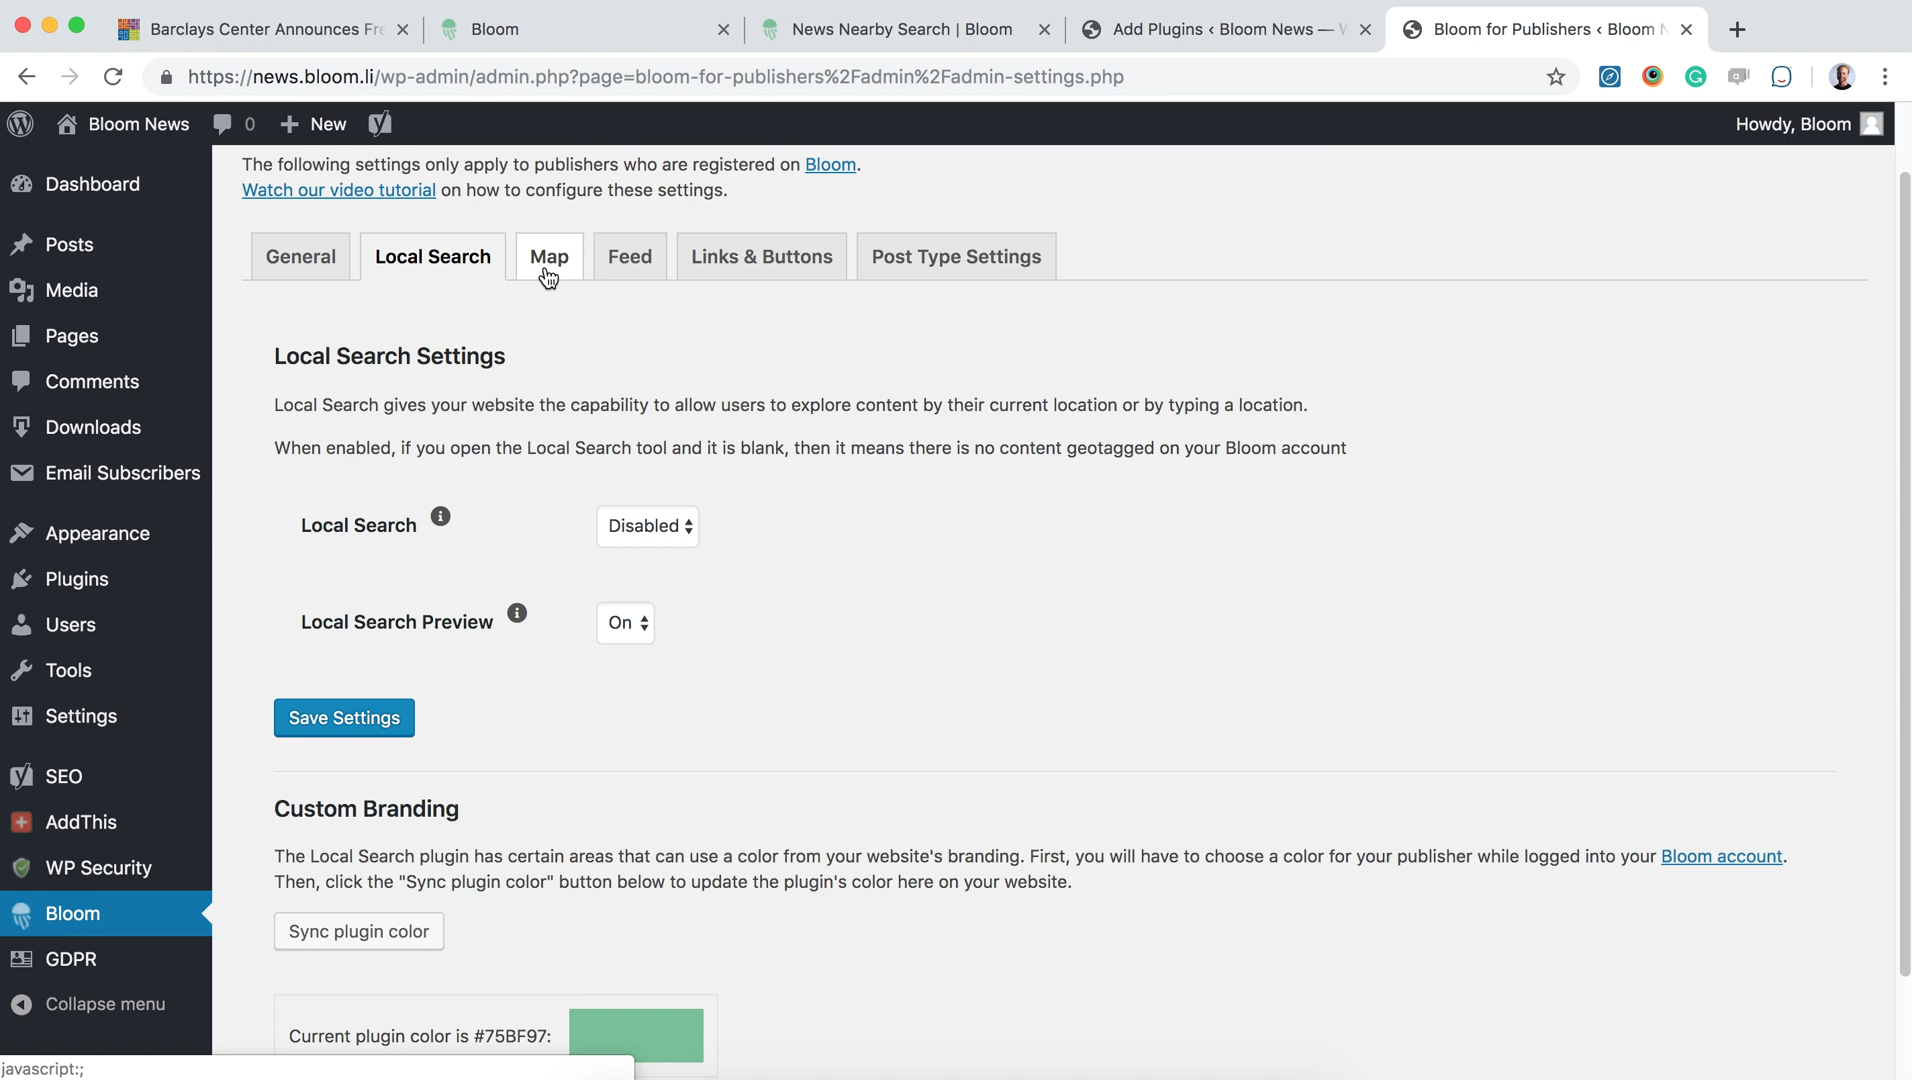 Barclays Center Announces Fre
Bloom
News Nearby Search | Bloom
Add Plugins ‹ Bloom News — W
Bloom for Publishers ‹ Bloom N
https://news.bloom.li/wp-admin/admin.php?page=bloom-for-publishers%2Fadmin%2Fadmin-settings.php
Bloom News
0
New
Howdy, Bloom
Dashboard
Posts
Media
Pages
Comments
Downloads
Email Subscribers
Appearance
Plugins
Users
Tools
Settings
SEO
AddThis
WP Security
Bloom
GDPR
Collapse menu
The following settings only apply to publishers who are registered on Bloom.
Watch our video tutorial on how to configure these settings.
General
Local Search
Map
Feed
Links & Buttons
Post Type Settings
Local Search Settings
Local Search gives your website the capability to allow users to explore content by their current location or by typing a location.
When enabled, if you open the Local Search tool and it is blank, then it means there is no content geotagged on your Bloom account
Local Search
Disabled
Local Search Preview
On
Save Settings
Custom Branding
The Local Search plugin has certain areas that can use a color from your website's branding. First, you will have to choose a color for your publisher while logged into your Bloom account.
Then, click the "Sync plugin color" button below to update the plugin's color here on your website.
Sync plugin color
Current plugin color is #75BF97:
javascript:;